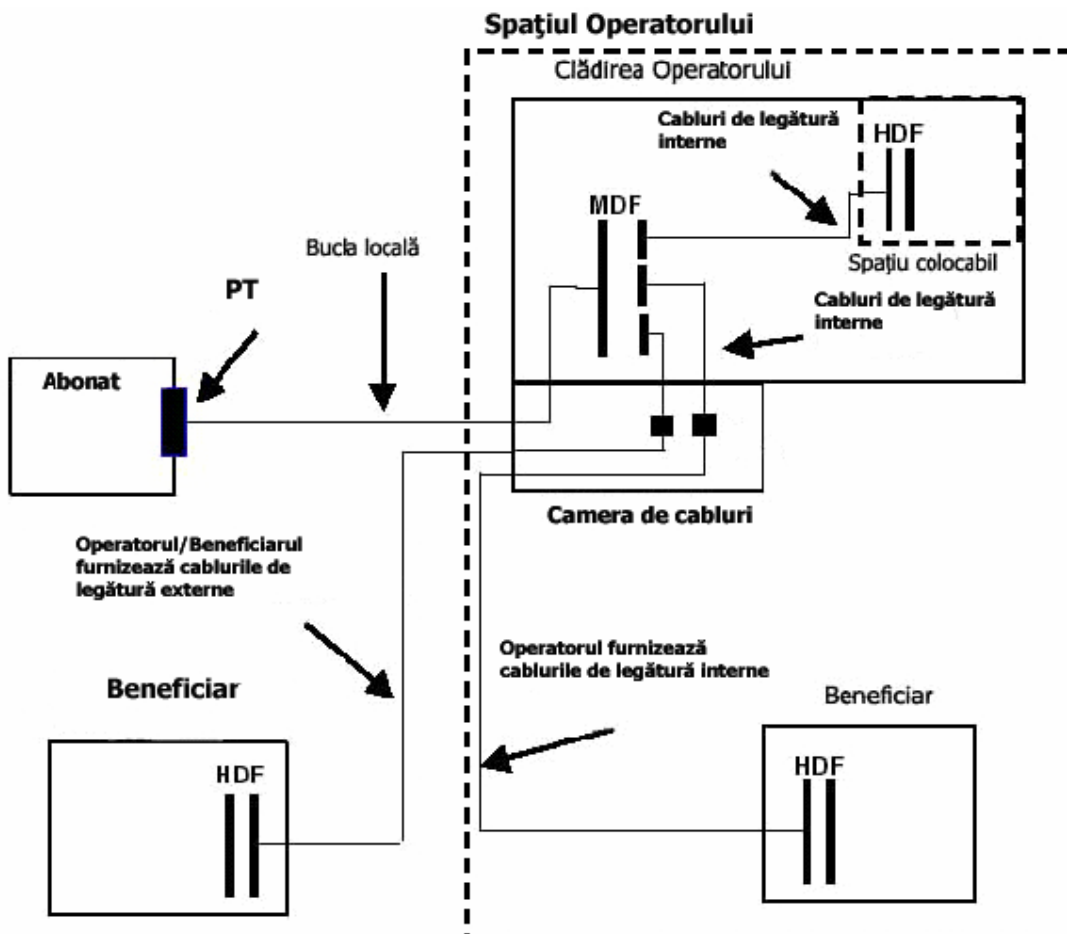 Spaţiul Operatorului
Clădirea Operatorului
Cabluri de legătură
interne
HDF
MDF
Bucla locală
Spaţiu colocabil
PT
Cabluri de legătură
interne
Abonat
Camera de cabluri
Operatorul/Beneficiarul
furnizează cablurile de
legătură externe
Operatorul furnizează
cablurile de legătură interne
Beneficiar
Beneficiar
HDF
HDF